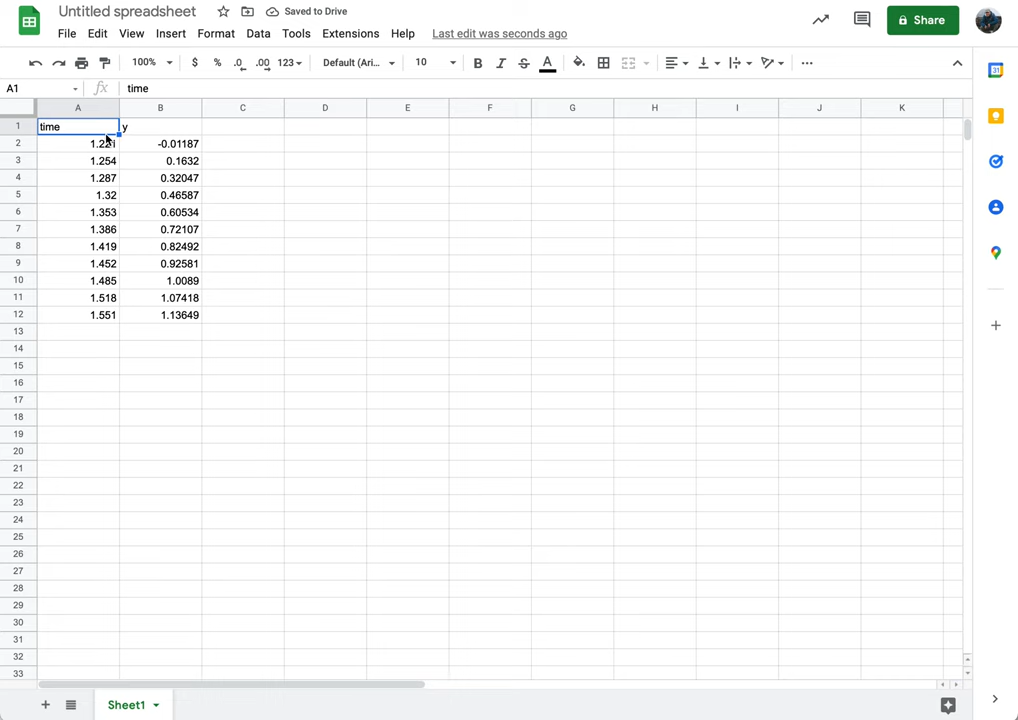 Untitled spreadsheet Saved to Drive
File Edit View Insert Format Data Tools Extensions Help Last edit was seconds ago
Share
100% $ % .0 .00 123 Default (Ari... 10 B I S A
A1 fx time
A B C D E F G H I J K
1 time y
2 -0.01187
3 1.254 0.1632
4 1.287 0.32047
5 1.32 0.46587
6 1.353 0.60534
7 1.386 0.72107
8 1.419 0.82492
9 1.452 0.92581
10 1.485 1.0089
11 1.518 1.07418
12 1.551 1.13649
13
14
15
16
17
18
19
20
21
22
23
24
25
26
27
28
29
30
31
32
33
31
Sheet1